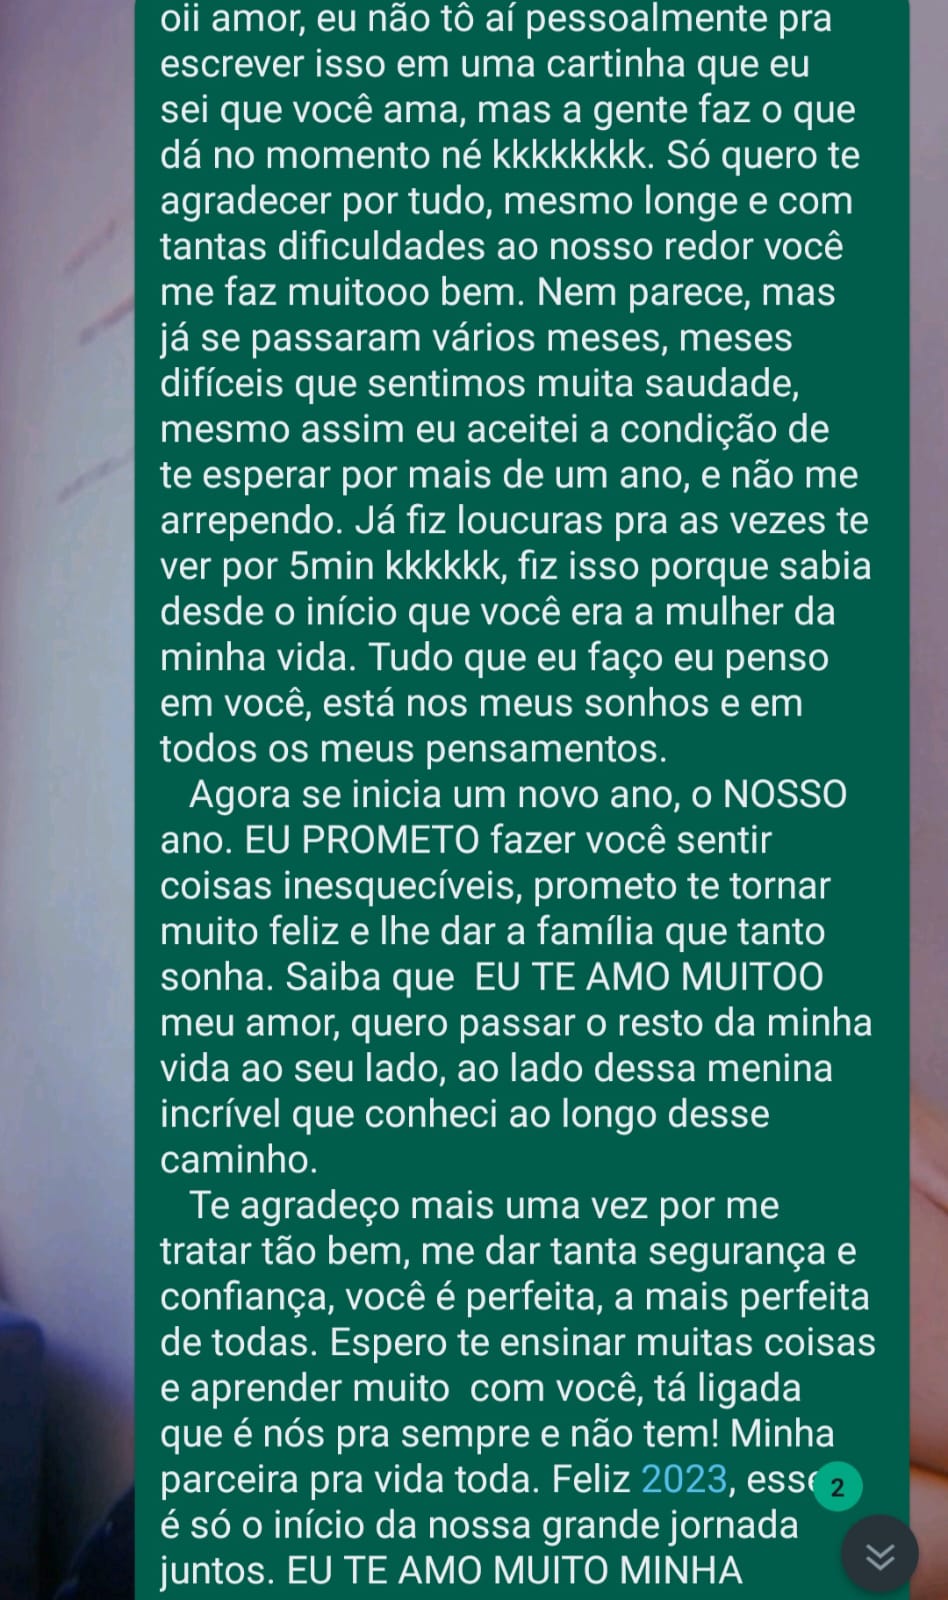 oii amor, eu não tô aí pessoalmente pra
escrever isso em uma cartinha que eu
sei que você ama, mas a gente faz o que
dá no momento né kkkkkkkk. Só quero te
agradecer por tudo, mesmo longe e com
tantas dificuldades ao nosso redor você
me faz muitooo bem. Nem parece, mas
já se passaram vários meses, meses
difíceis que sentimos muita saudade,
mesmo assim eu aceitei a condição de
te esperar por mais de um ano, e não me
arrependo. Já fiz loucuras pra as vezes te
ver por 5min kkkkkk, fiz isso porque sabia
desde o início que você era a mulher da
minha vida. Tudo que eu faço eu penso
em você, está nos meus sonhos e em
todos os meus pensamentos.
Agora se inicia um novo ano, o NOSSO
ano. EU PROMETO fazer você sentir
coisas inesquecíveis, prometo te tornar
muito feliz e lhe dar a família que tanto
sonha. Saiba que  EU TE AMO MUITOO
meu amor, quero passar o resto da minha
vida ao seu lado, ao lado dessa menina
incrível que conheci ao longo desse
caminho.
Te agradeço mais uma vez por me
tratar tão bem, me dar tanta segurança e
confiança, você é perfeita, a mais perfeita
de todas. Espero te ensinar muitas coisas
e aprender muito  com você, tá ligada
que é nós pra sempre e não tem! Minha
parceira pra vida toda. Feliz 2023, esse
2
é só o início da nossa grande jornada
juntos. EU TE AMO MUITO MINHA